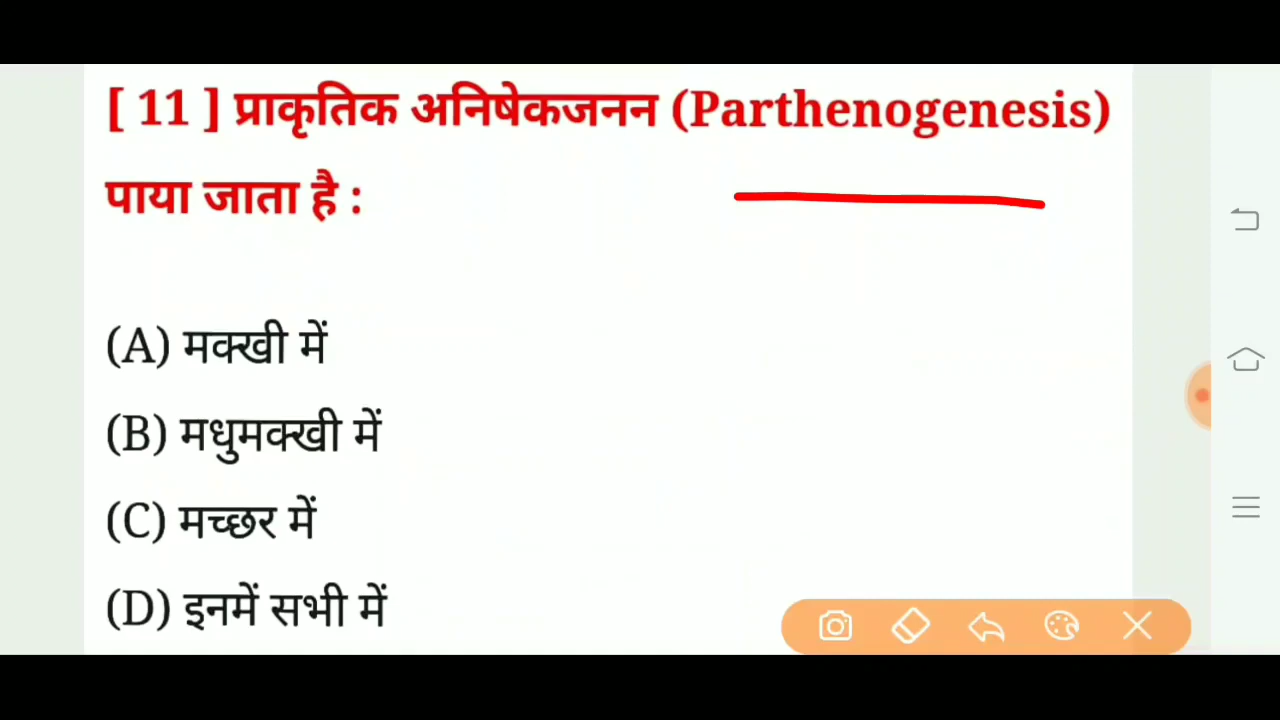 [ 11 ] प्राकृतिक अनिषेकजनन (Parthenogenesis)
पाया जाता है :
(A) मक्खी में
(B) मधुमक्खी में
(C) मच्छर में
(D) इनमें सभी में